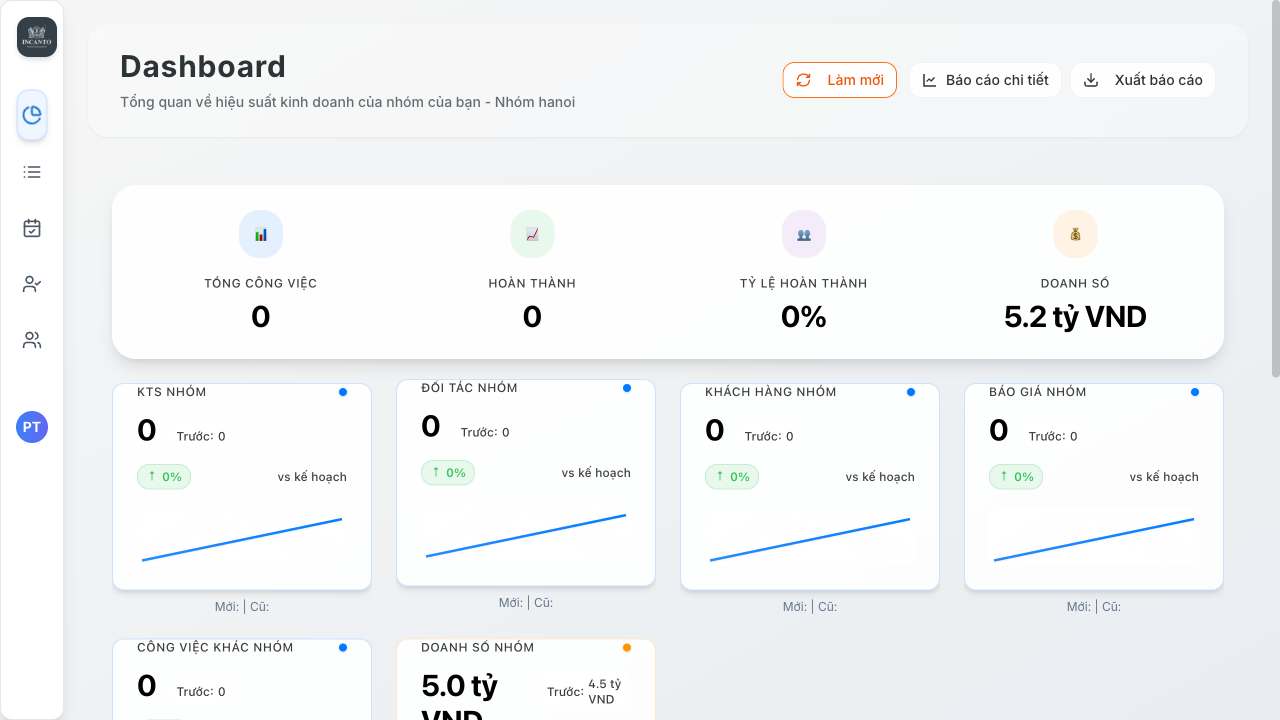 INCANTO
Dashboard
Tổng quan về hiệu suất kinh doanh của nhóm của bạn - Nhóm hanoi
Làm mới
Báo cáo chi tiết
Xuất báo cáo
TỔNG CÔNG VIỆC
0
HOÀN THÀNH
0
TỶ LỆ HOÀN THÀNH
0%
DOANH SỐ
5.2 tỷ VND
KTS NHÓM
0 Trước: 0
↑ 0% vs kế hoạch
Mới: | Cũ:
ĐỐI TÁC NHÓM
0 Trước: 0
↑ 0% vs kế hoạch
Mới: | Cũ:
KHÁCH HÀNG NHÓM
0 Trước: 0
↑ 0% vs kế hoạch
Mới: | Cũ:
BÁO GIÁ NHÓM
0 Trước: 0
↑ 0% vs kế hoạch
Mới: | Cũ:
PT
CÔNG VIỆC KHÁC NHÓM
0 Trước: 0
DOANH SỐ NHÓM
5.0 tỷ
VND
Trước: 4.5 tỷ
VND